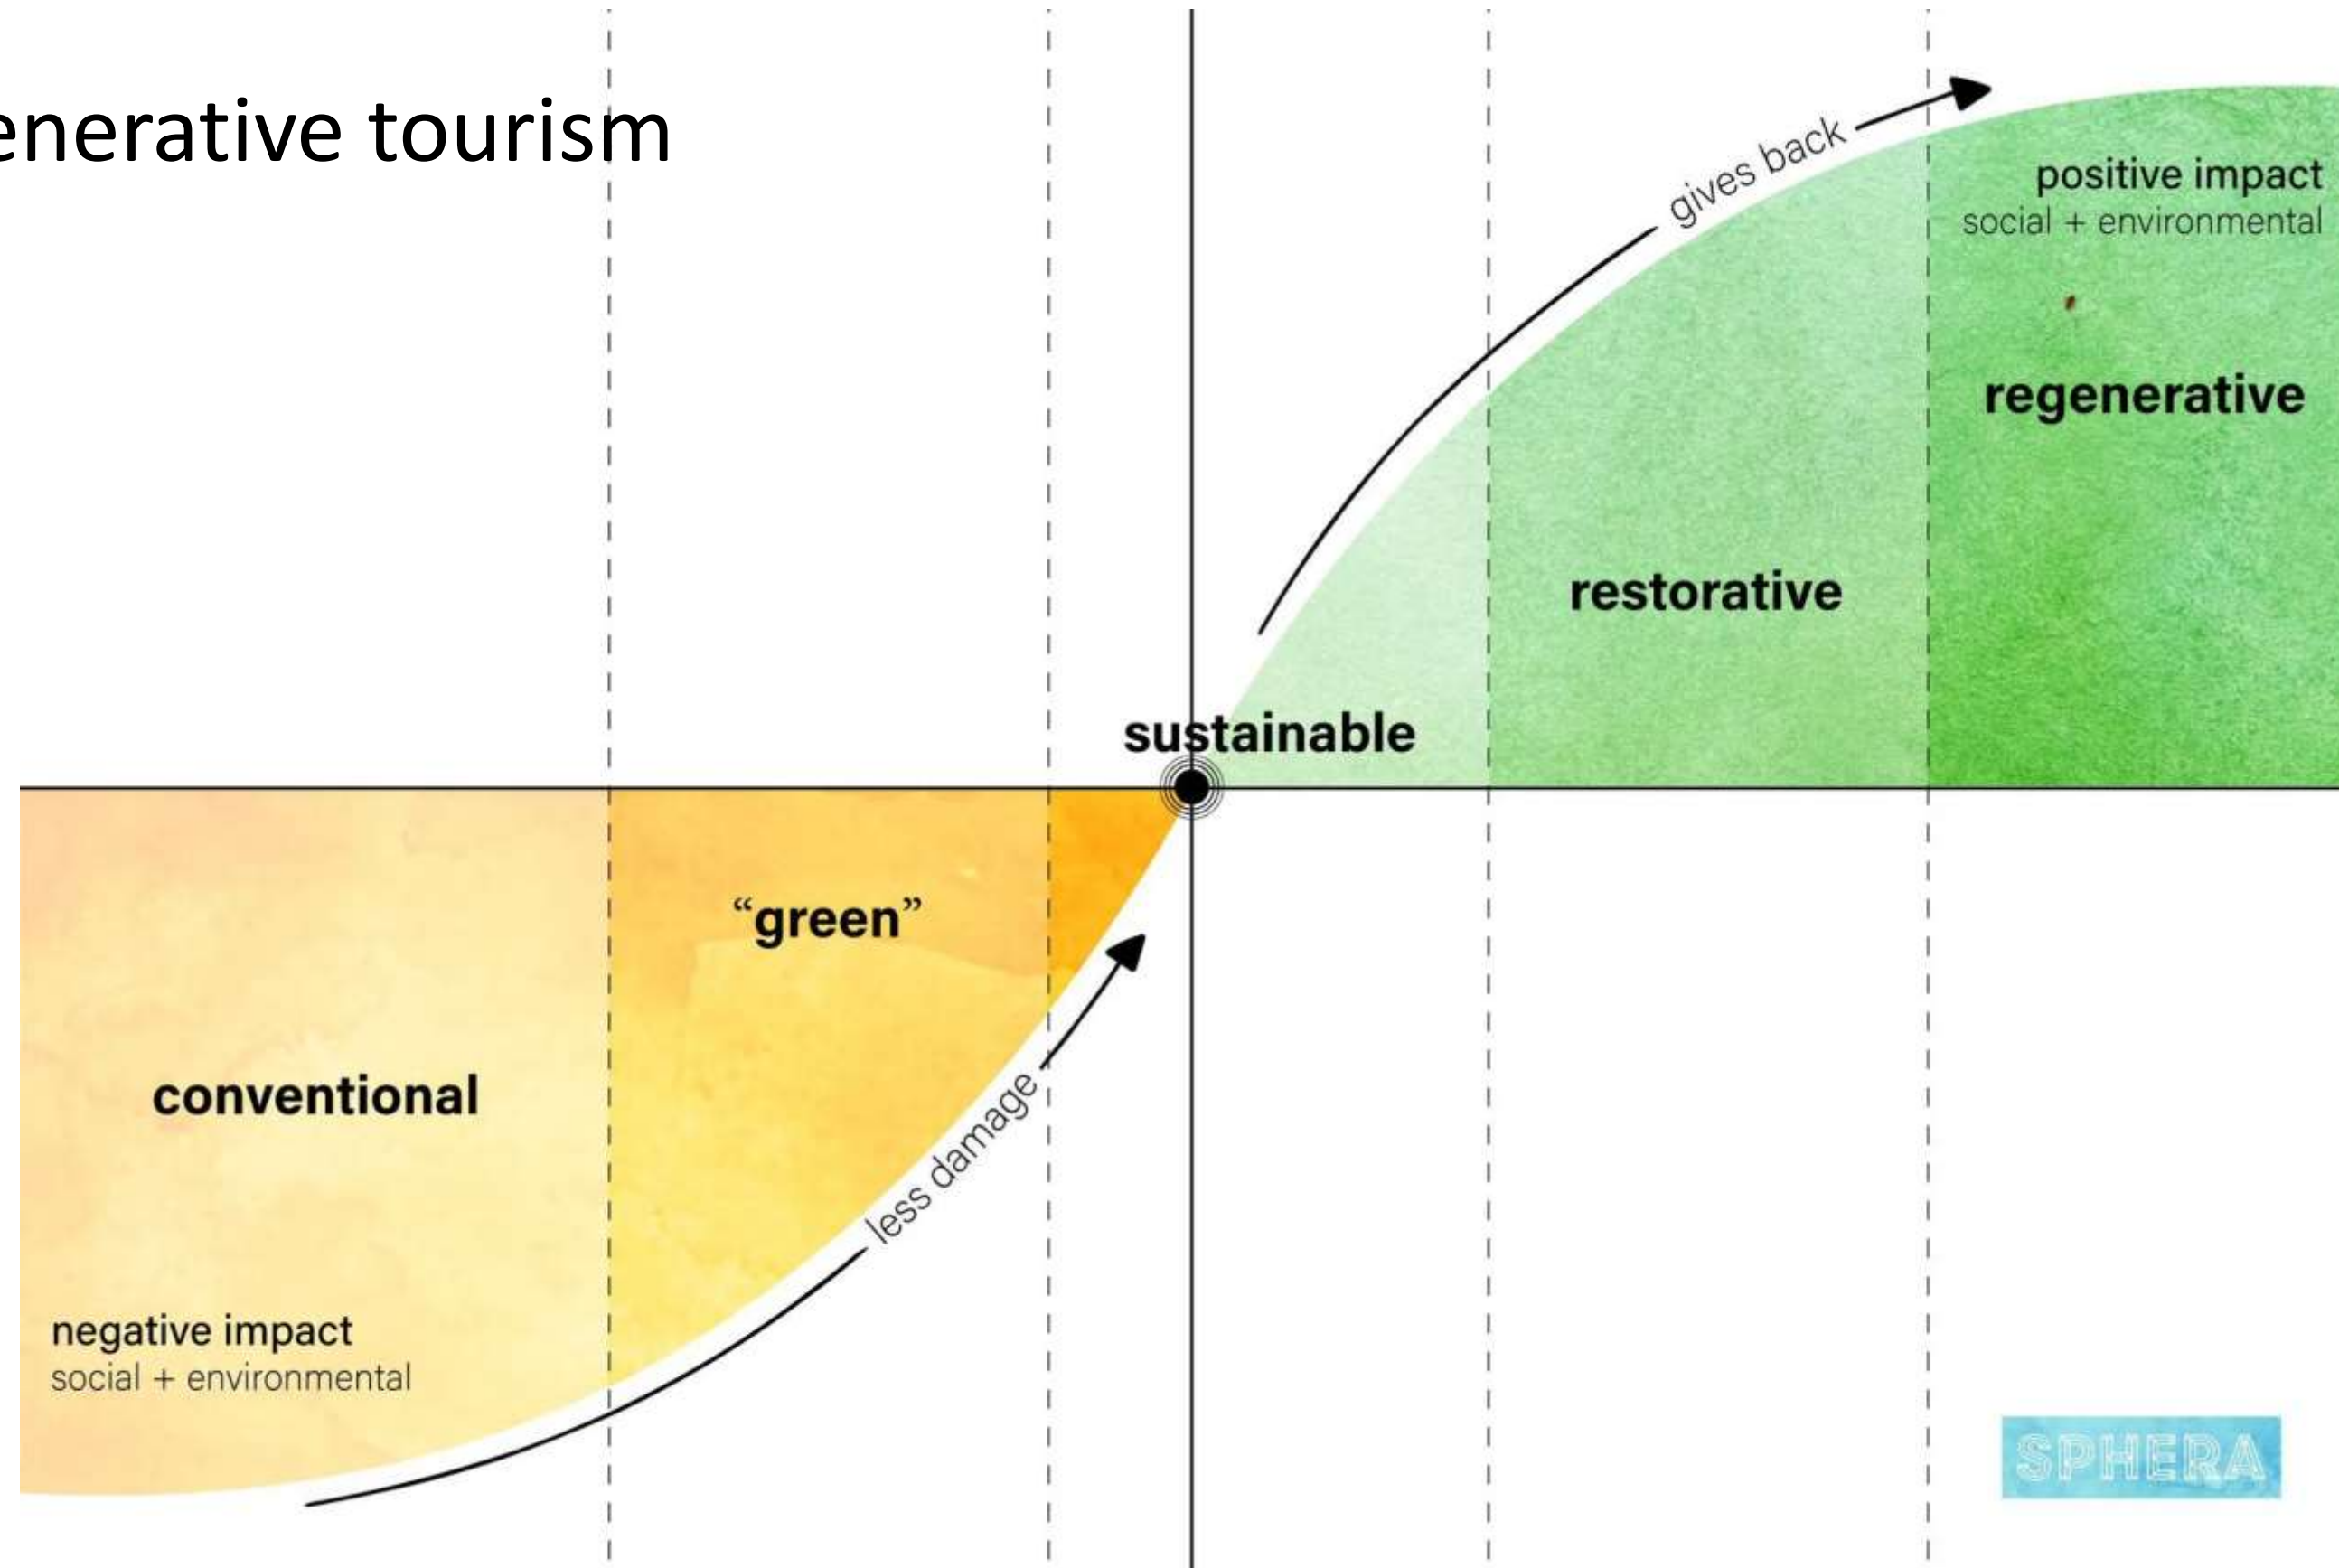 enerative tourism
gives back
positive impact
social + environmental
regenerative
restorative
sustainable
“green”
conventional
less damage
negative impact
social + environmental
SPHERA